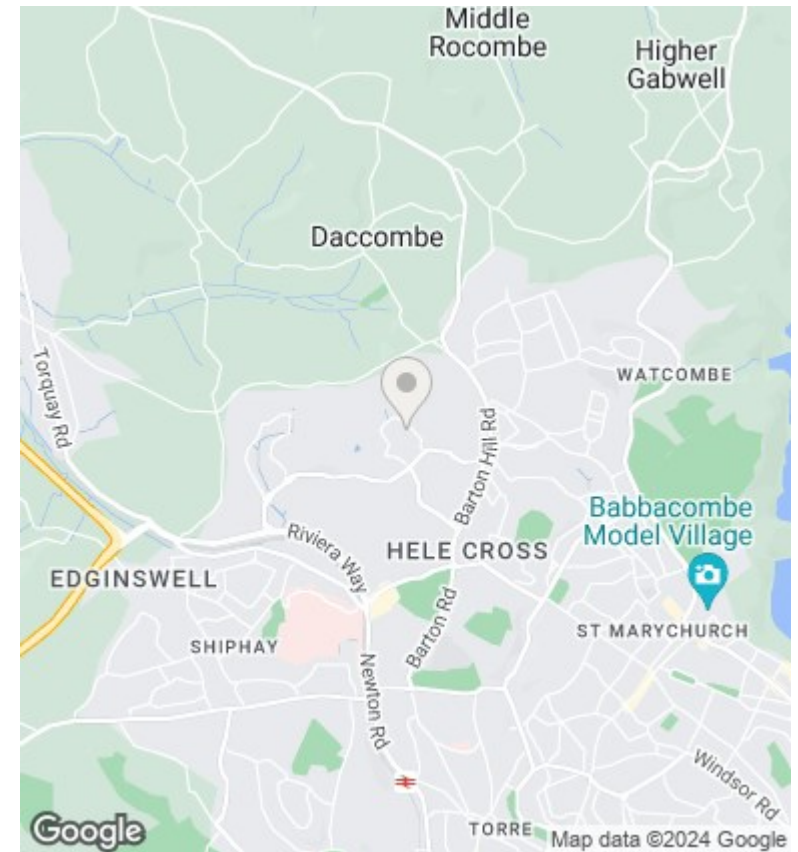 Middle
Rocombe
Higher
Gabwell
Daccombe
Torquay Rd
WATCOMBE
Barton Hill Rd
Babbacombe
Model Village
Riviera Way
HELE CROSS
EDGINSWELL
ST MARYCHURCH
SHIPHAY
Barton Rd
Newton Rd
Windsor Rd
TORRE
Google
Map data ©2024 Google